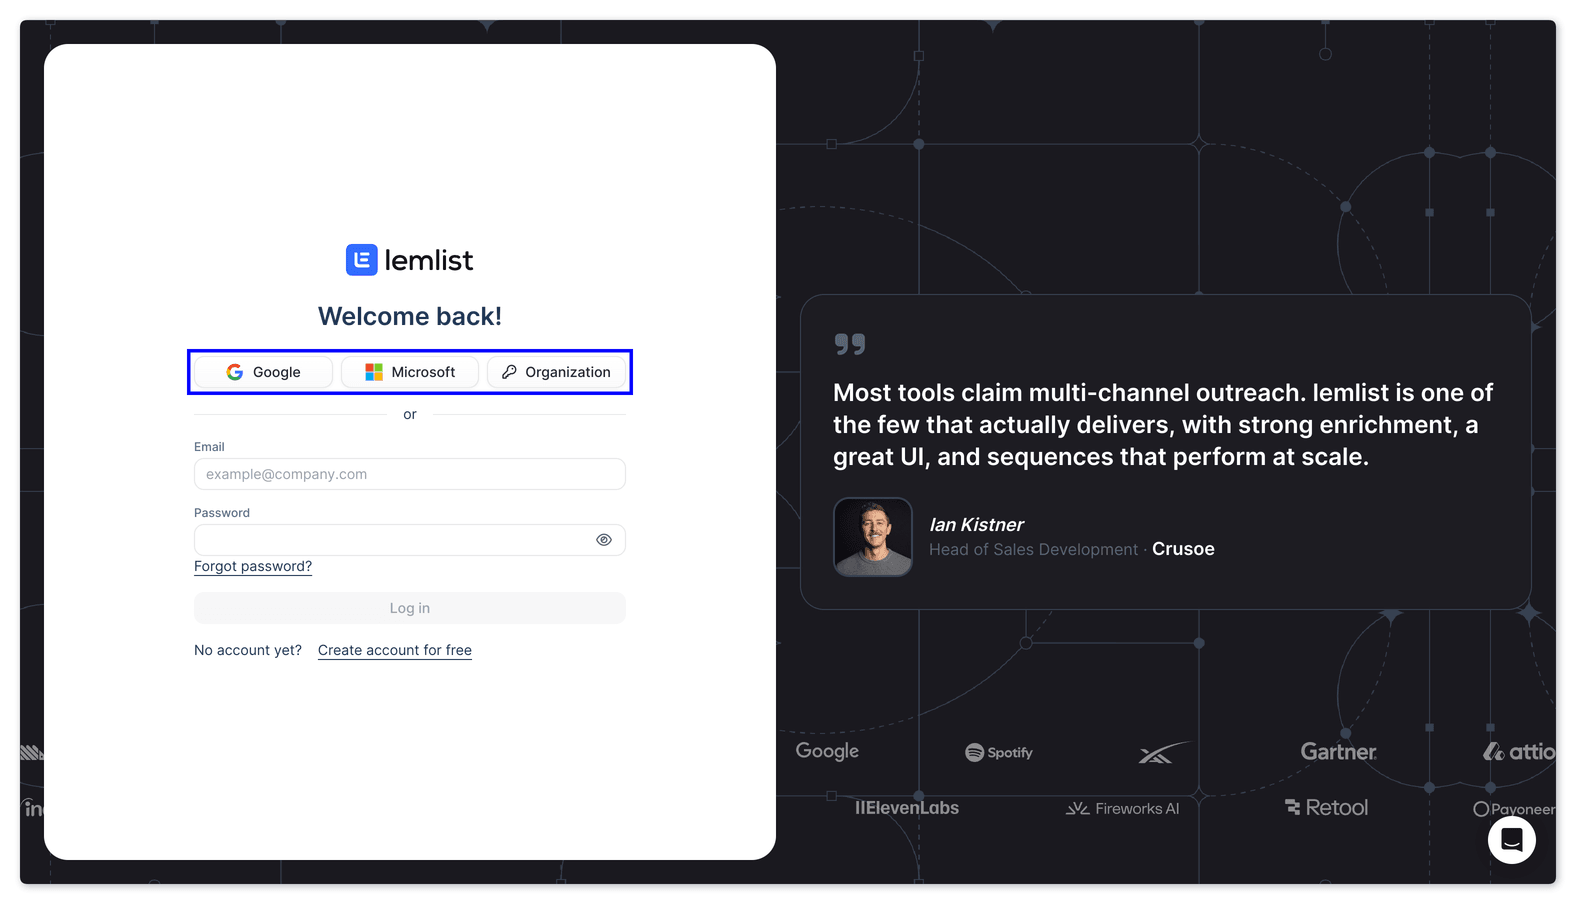 lemlist
Welcome back!
Google
Microsoft
Organization
or
Email
example@company.com
Password
Forgot password?
Log in
No account yet? Create account for free
Most tools claim multi-channel outreach. lemlist is one of
the few that actually delivers, with strong enrichment, a
great UI, and sequences that perform at scale.
Ian Kistner
Head of Sales Development · Crusoe
Google
Spotify
Gartner
attio
IIElevenLabs
Fireworks AI
Retool
Payoneer